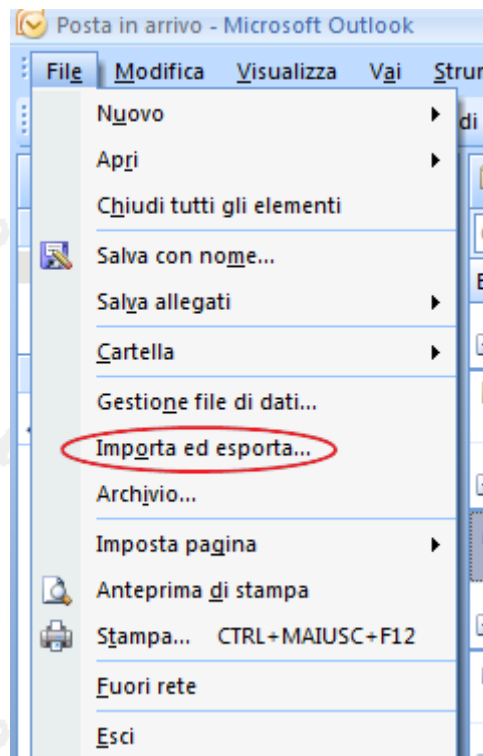 Posta in arrivo - Microsoft Outlook
File Modifica Visualizza Vai
Nuovo
di
Apri
Chiudi tutti gli elementi
Salva con nome...
Salva allegati
Cartella
Gestione file di dati...
Importa ed esporta...
Archivio...
Imposta pagina
Anteprima di stampa
Stampa... CTRL+MAIUSC+F12
Fuori rete
Esci